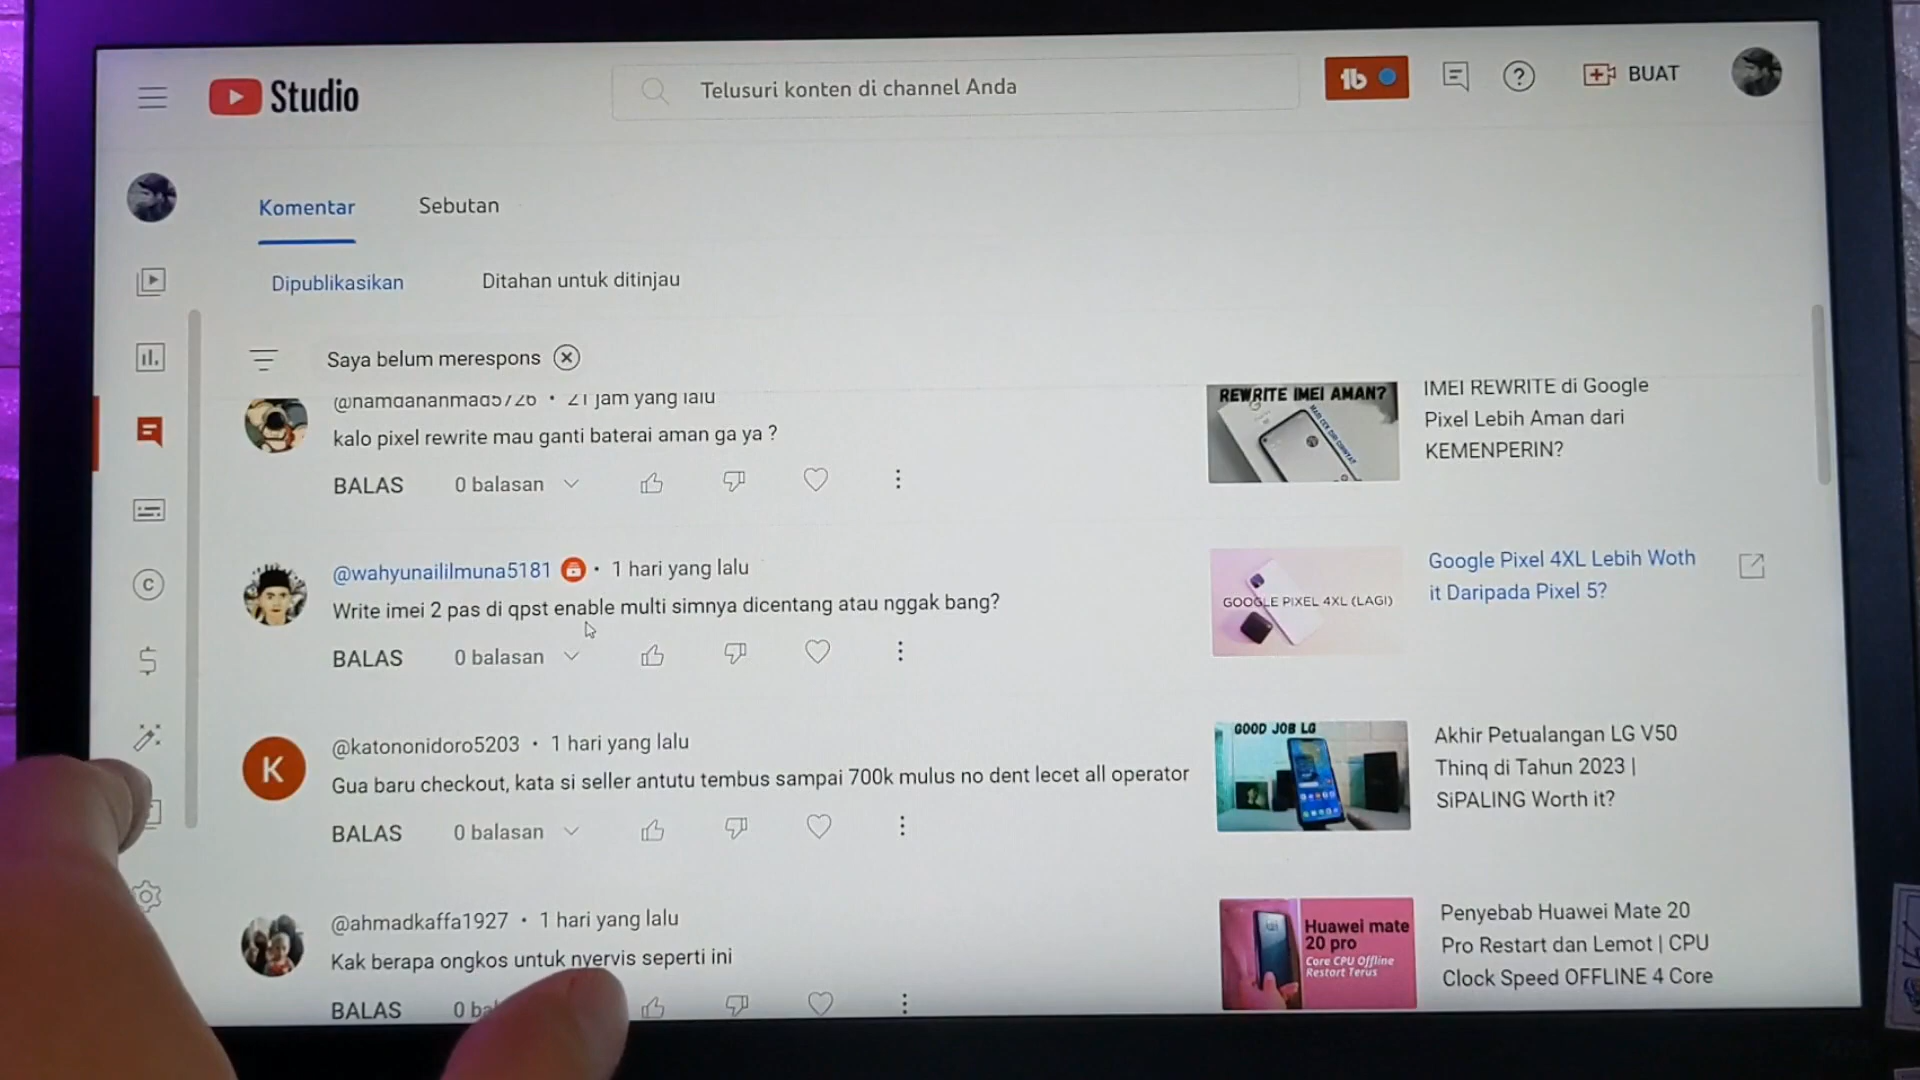 Studio
Telusuri konten di channel Anda
BUAT
Komentar
Sebutan
Dipublikasikan
Ditahan untuk ditinjau
Saya belum merespons
21 jam yang lalu
kalo pixel rewrite mau ganti baterai aman ga ya ?
BALAS
0 balasan
REWRITE IMEI AMAN?
IMEI REWRITE di Google
Pixel Lebih Aman dari
KEMENPERIN?
@wahyunaililmuna5181 • 1 hari yang lalu
Write imei 2 pas di qpst enable multi simnya dicentang atau nggak bang?
BALAS
0 balasan
GOOGLE PIXEL 4XL (LAGI)
Google Pixel 4XL Lebih Woth
it Daripada Pixel 5?
K
@katononidoro5203 • 1 hari yang lalu
Gua baru checkout, kata si seller antutu tembus sampai 700k mulus no dent lecet all operator
BALAS
0 balasan
GOOD JOB LG
Akhir Petualangan LG V50
Thinq di Tahun 2023 |
SiPALING Worth it?
@ahmadkaffa1927 • 1 hari yang lalu
Kak berapa ongkos untuk nyervis seperti ini
BALAS
Huawei mate
20 pro
Core CPU Offline
Restort Terus
Penyebab Huawei Mate 20
Pro Restart dan Lemot | CPU
Clock Speed OFFLINE 4 Core